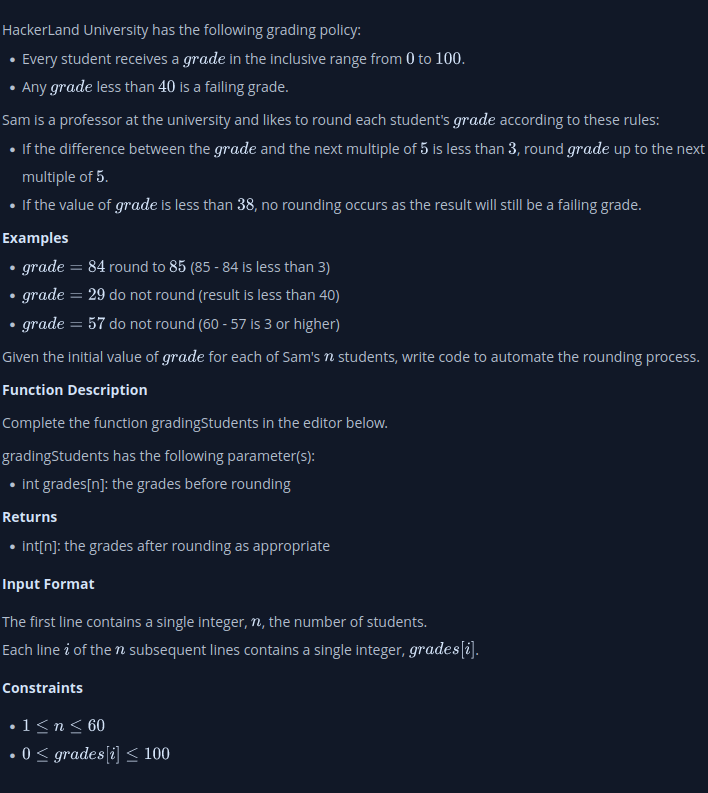 HackerLand University has the following grading policy:
• Every student receives a grade in the inclusive range from 0 to 100.
• Any grade less than 40 is a failing grade.
Sam is a professor at the university and likes to round each student's grade according to these rules:
• If the difference between the grade and the next multiple of 5 is less than 3, round grade up to the next
multiple of 5.
• If the value of grade is less than 38, no rounding occurs as the result will still be a failing grade.
Examples
• grade = 84 round to 85 (85 - 84 is less than 3)
• grade = 29 do not round (result is less than 40)
• grade = 57 do not round (60 - 57 is 3 or higher)
Given the initial value of grade for each of Sam's n students, write code to automate the rounding process.
Function Description
Complete the function gradingStudents in the editor below.
gradingStudents has the following parameter(s):
• int grades[n]: the grades before rounding
Returns
• int[n]: the grades after rounding as appropriate
Input Format
The first line contains a single integer, n, the number of students.
Each line i of the n subsequent lines contains a single integer, grades[i].
Constraints
• 1 ≤ n ≤ 60
• 0 ≤ grades[i] ≤ 100